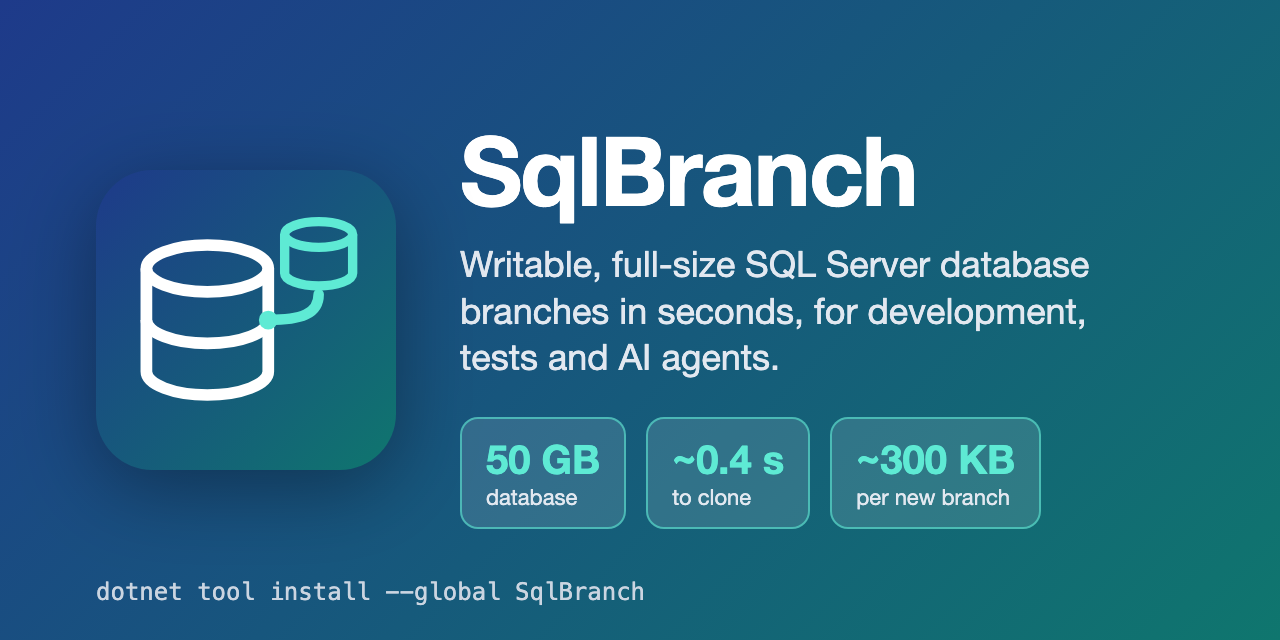 SqlBranch
Writable, full-size SQL Server database
branches in seconds, for development,
tests and AI agents.
50 GB
database
~0.4 s
to clone
~300 KB
per new branch
dotnet tool install --global SqlBranch